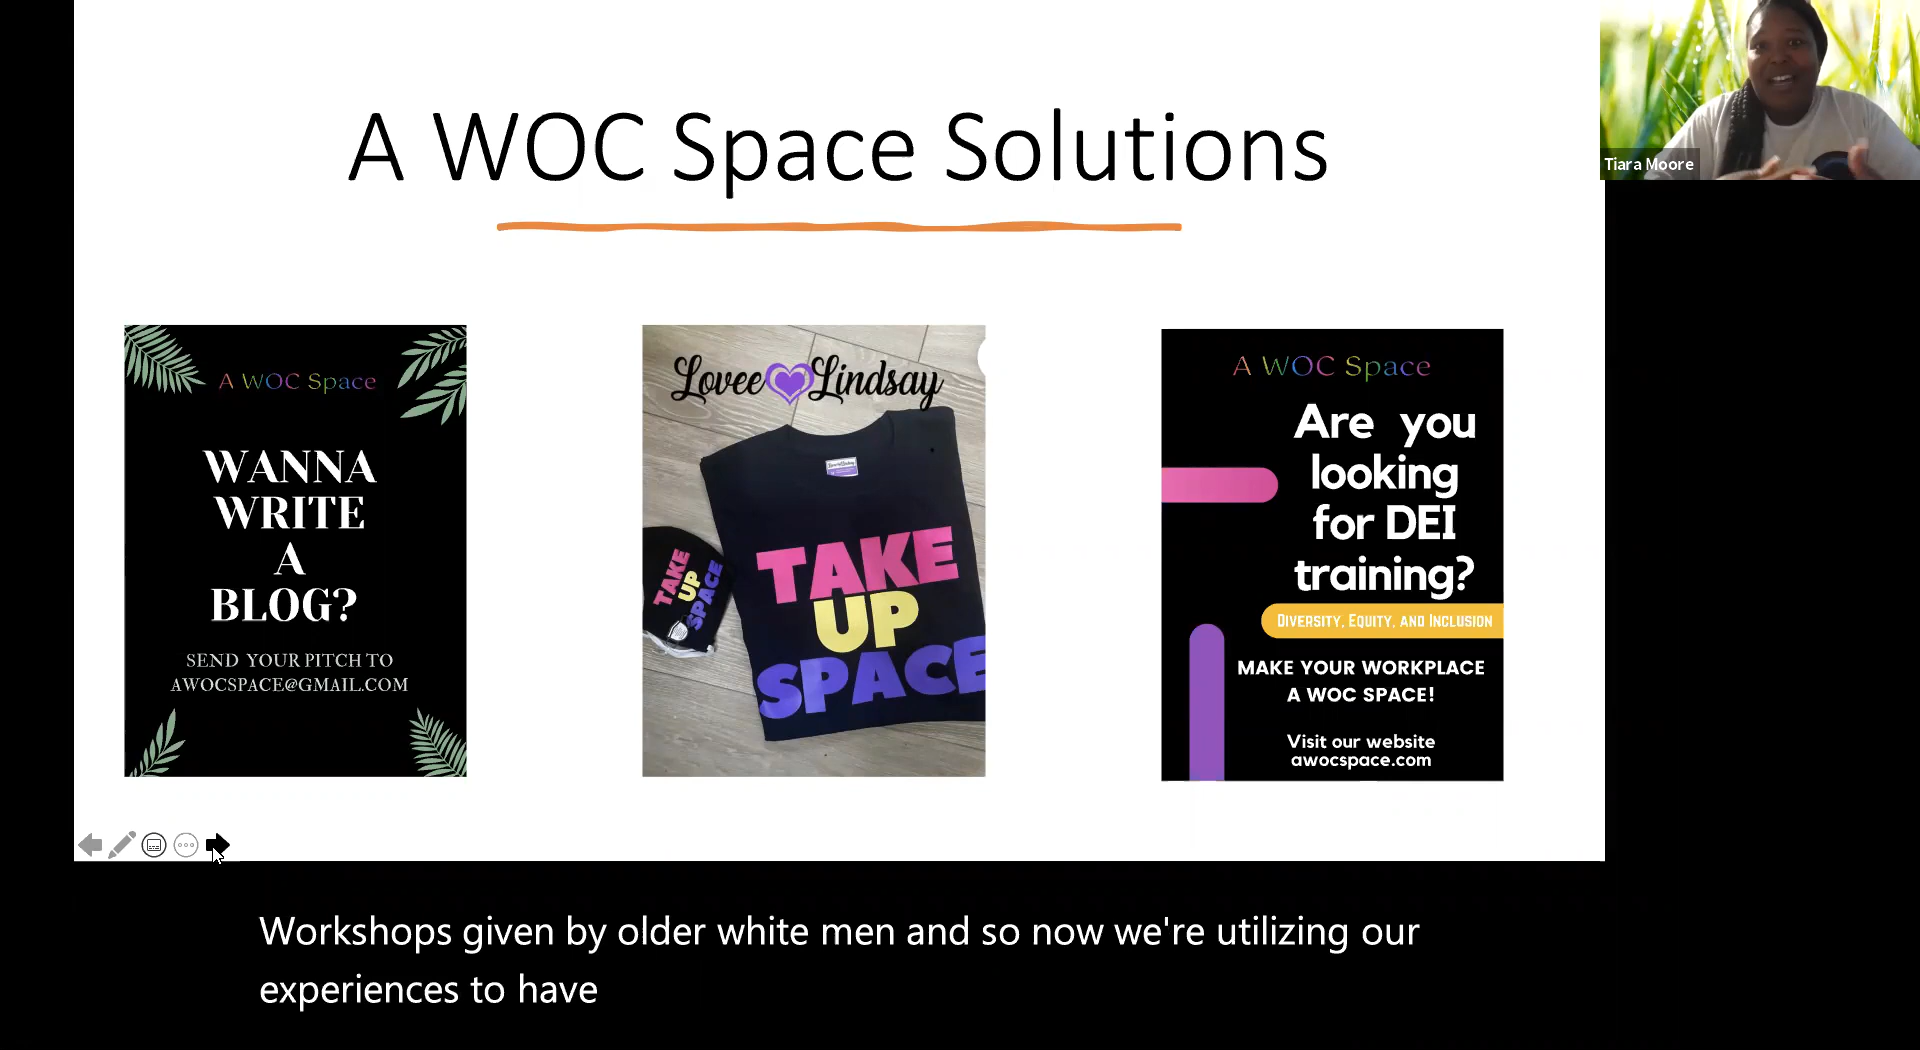 A WOC Space Solutions
Tiara Moore
A WOC Space
WANNA
WRITE
A
BLOG?
SEND YOUR PITCH TO
AWOCSPACE@GMAIL.COM
Lovee Lindsay
TAKE
UP
SPACE
TAKE
UP
SPACE
A WOC Space
Are you
looking
for DEI
training?
DIVERSITY, EQUITY, AND INCLUSION
MAKE YOUR WORKPLACE
A WOC SPACE!
Visit our website
awocspace.com
Workshops given by older white men and so now we're utilizing our
experiences to have